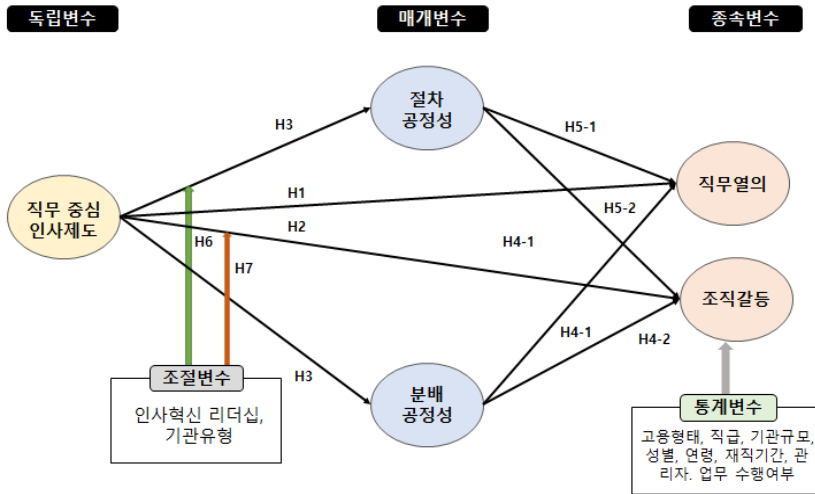 독립변수
매개변수
종속변수
절차
공정성
H3
H5-1
직무 중심
인사제도
H1
직무열의
H2
H5-2
H6
H4-1
H7
조직갈등
H4-1
H4-2
조절변수
H3
분배
공정성
인사혁신 리더십,
기관유형
통계변수
고용형태, 직급, 기관규모,
성별, 연령, 재직기간, 관
리자. 업무 수행여부